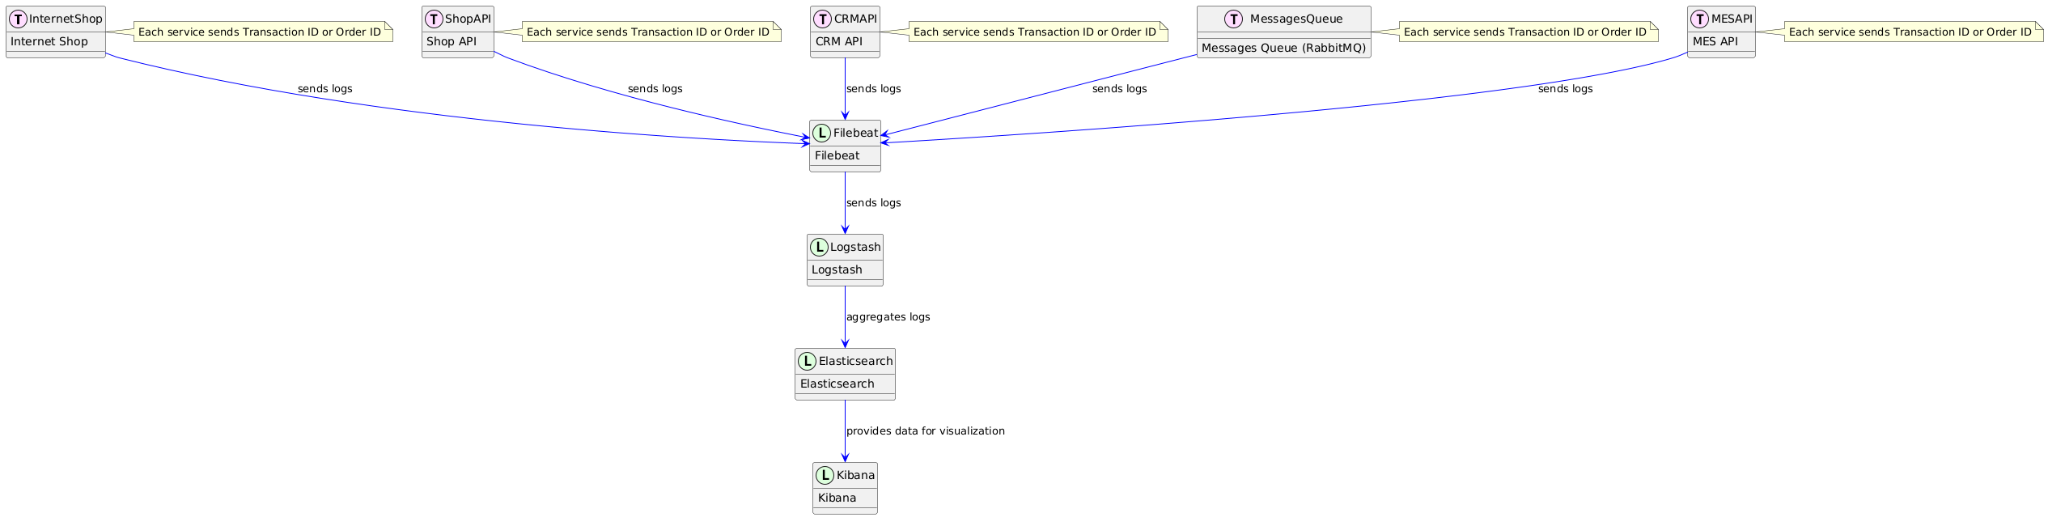 T InternetShop
Internet Shop
Each service sends Transaction ID or Order ID
T ShopAPI
Shop API
Each service sends Transaction ID or Order ID
T CRMAPI
CRM API
Each service sends Transaction ID or Order ID
T MessagesQueue
Messages Queue (RabbitMQ)
Each service sends Transaction ID or Order ID
T MESAPI
MES API
Each service sends Transaction ID or Order ID
sends logs
sends logs
sends logs
sends logs
sends logs
L Filebeat
Filebeat
sends logs
L Logstash
Logstash
aggregates logs
L Elasticsearch
Elasticsearch
provides data for visualization
L Kibana
Kibana